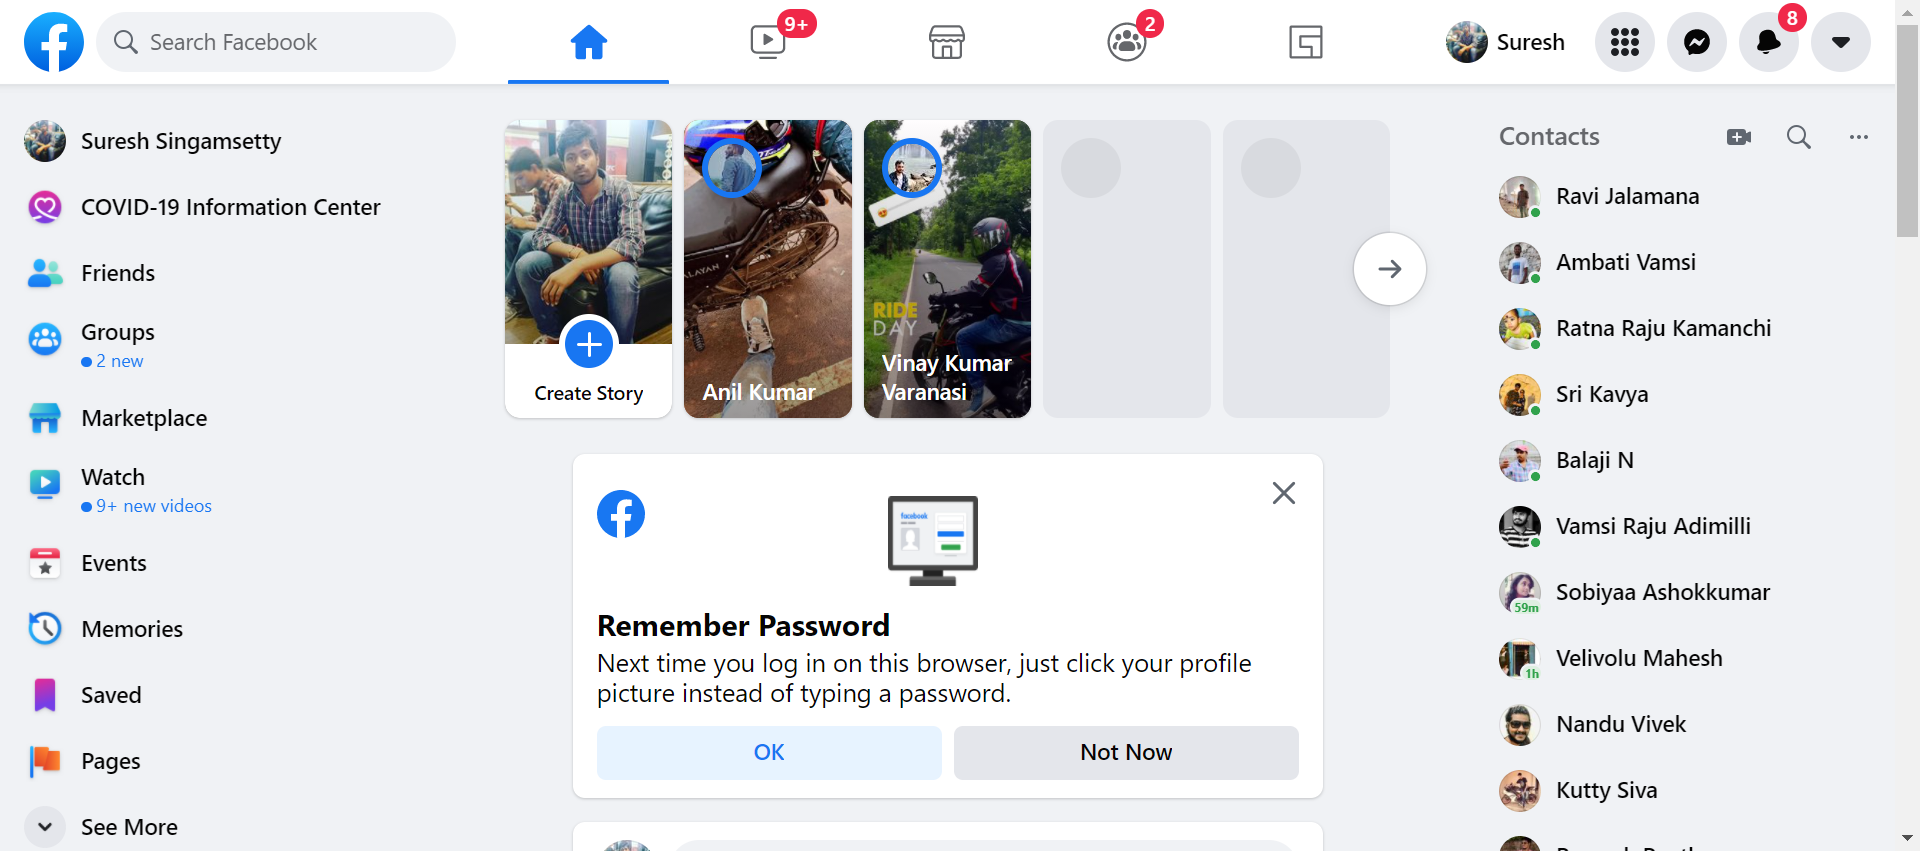 Search Facebook
9+
2
Suresh
8
Suresh Singamsetty
COVID-19 Information Center
Friends
Groups
2 new
Marketplace
Watch
9+ new videos
Events
Memories
Saved
Pages
See More
Create Story
ALAYAN
Anil Kumar
RIDE
DAY
Vinay Kumar
Varanasi
facebook
Remember Password
Next time you log in on this browser, just click your profile
picture instead of typing a password.
OK
Not Now
Contacts
Ravi Jalamana
Ambati Vamsi
Ratna Raju Kamanchi
Sri Kavya
Balaji N
Vamsi Raju Adimilli
Sobiyaa Ashokkumar
59m
Velivolu Mahesh
1h
Nandu Vivek
Kutty Siva